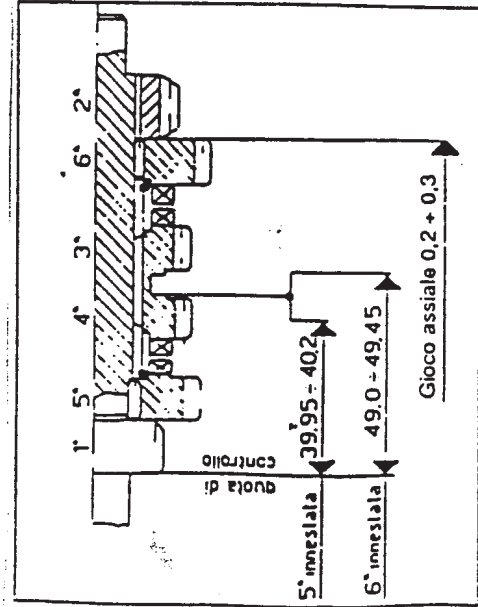 1ª 5ª 4ª 3ª 6ª 2ª
quota di
controllo
5ª innestata 39,95 ÷ 40,2
6ª innestata 49,0 ÷ 49,45
Gioco assiale 0,2 ÷ 0,3